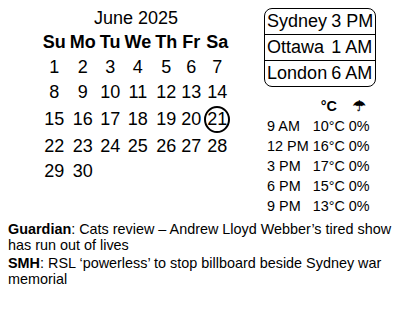 June 2025
Su Mo Tu We Th Fr Sa
1 2 3 4 5 6 7
8 9 10 11 12 13 14
15 16 17 18 19 20 21
22 23 24 25 26 27 28
29 30
Sydney 3 PM
Ottawa 1 AM
London 6 AM
°C ☂
9 AM 10°C 0%
12 PM 16°C 0%
3 PM 17°C 0%
6 PM 15°C 0%
9 PM 13°C 0%
Guardian: Cats review – Andrew Lloyd Webber’s tired show
has run out of lives
SMH: RSL ‘powerless’ to stop billboard beside Sydney war
memorial